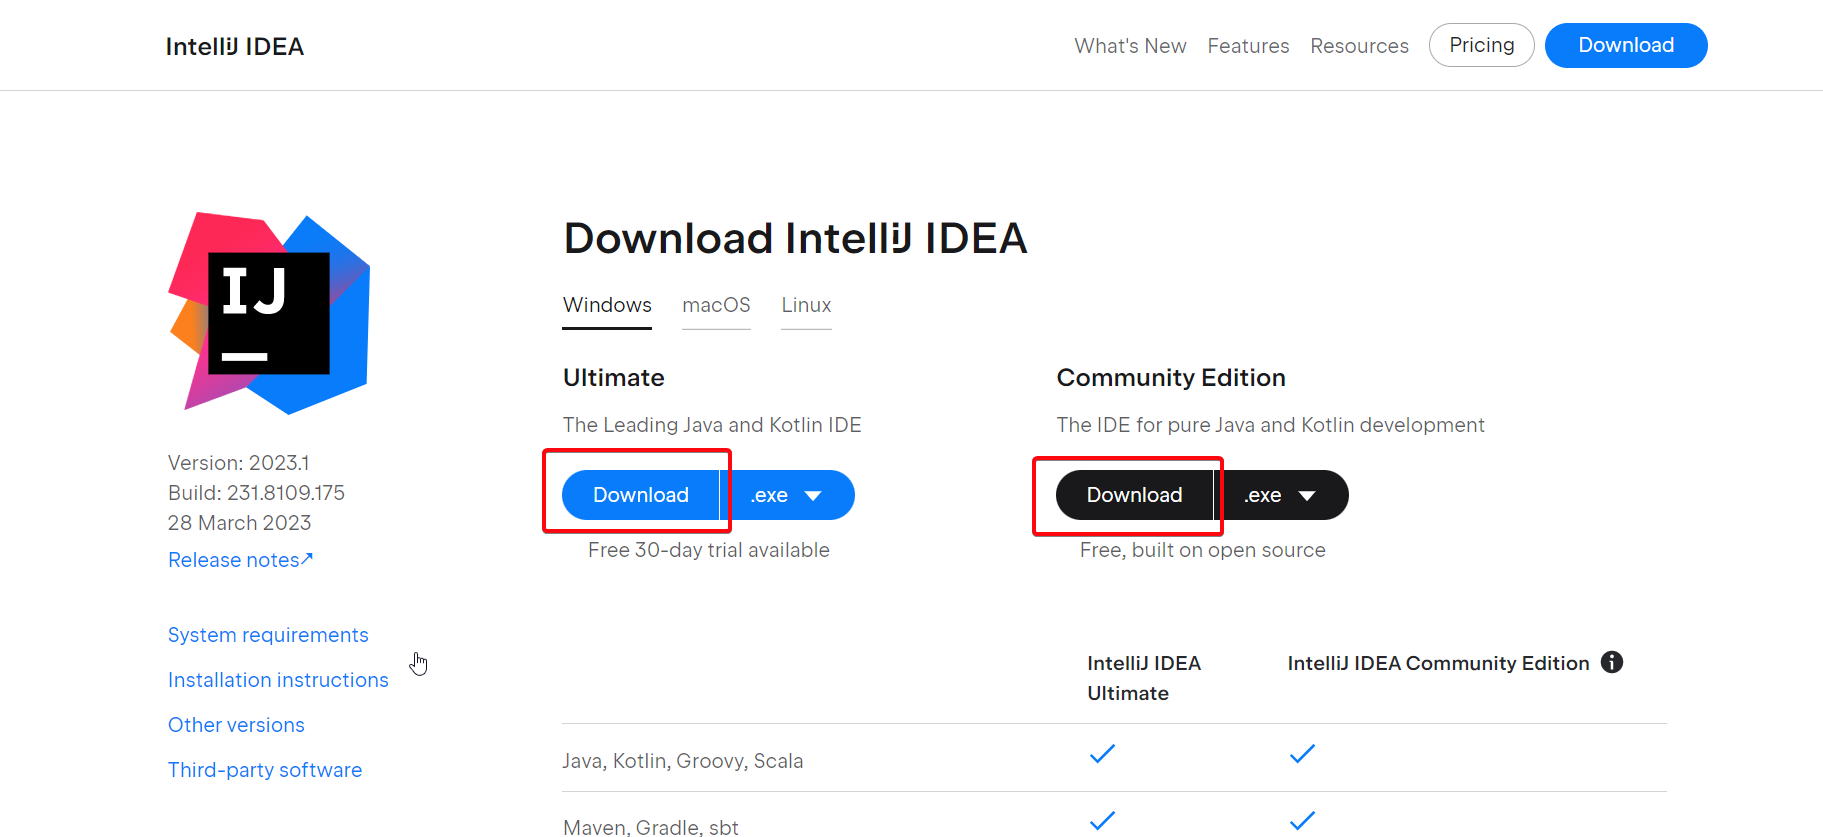 IntelliJ IDEA
What's New Features Resources Pricing Download
IJ
Download IntelliJ IDEA
Windows macOS Linux
Ultimate
The Leading Java and Kotlin IDE
Download .exe
Free 30-day trial available
Community Edition
The IDE for pure Java and Kotlin development
Download .exe
Free, built on open source
Version: 2023.1
Build: 231.8109.175
28 March 2023
Release notes↗
System requirements
Installation instructions
Other versions
Third-party software
IntelliJ IDEA
Ultimate
IntelliJ IDEA Community Edition
Java, Kotlin, Groovy, Scala
Maven, Gradle, sbt